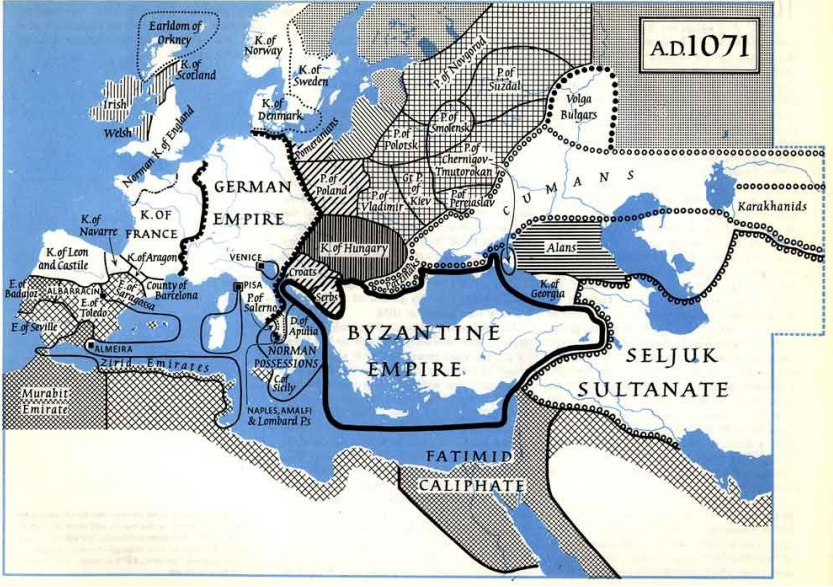 A.D.1071
Earldom of
Orkney
K. of
Scotland
Irish
Welsh
Norman K. of England
K. of
Norway
K. of
Sweden
K. of
Denmark
Pomeranians
P. of Novgorod
P. of
Suzdal
P. of
Smolensk
P. of
Polotsk
P. of
Chernigov-
Tmutorokan
Gt P.
of
Kiev
P. of
Pereiaslav
P. of
Vladimir
P. of
Poland
Volga
Bulgars
CUMANS
Karakhanids
Alans
K. of
Georgia
GERMAN
EMPIRE
K. OF
FRANCE
K. of
Navarre
K. of Leon
and Castile
K. of Aragon
County of
Barcelona
E. of
Saragossa
E. of
Badajoz
ALBARRACIN
E. of
Toledo
E. of Seville
ALMEIRA
Zirid Emirates
Murabit
Emirate
VENICE
PISA
P. of
Salerno
D. of
Apulia
NORMAN
POSSESSIONS
C. of
Sicily
NAPLES, AMALFI
& Lombard Ps
K. of Hungary
Croats
Serbs
BYZANTINE
EMPIRE
SELJUK
SULTANATE
FATIMID
CALIPHATE